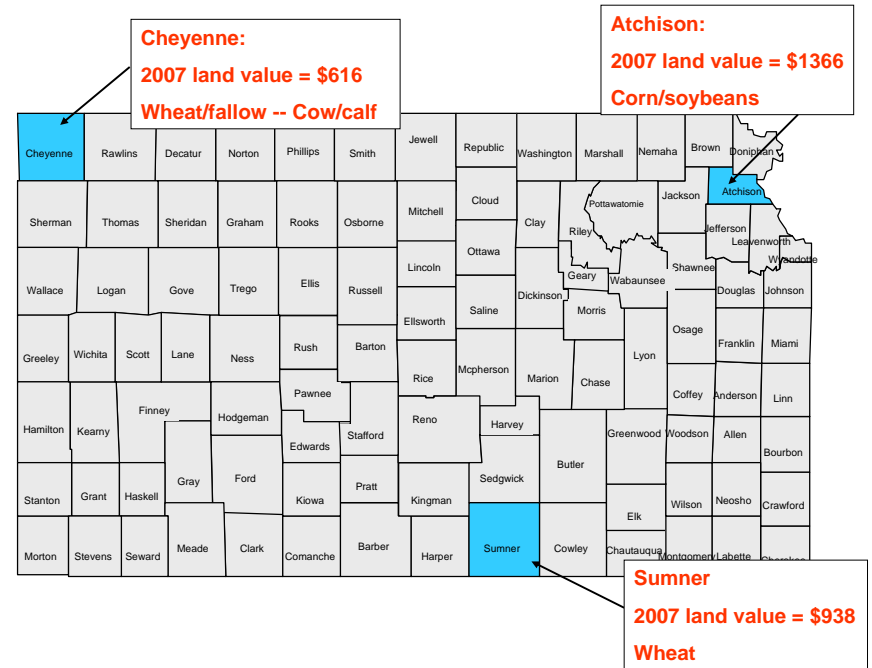 Cheyenne:
2007 land value = $616
Wheat/fallow -- Cow/calf
Atchison:
2007 land value = $1366
Corn/soybeans
Cheyenne Rawlins Decatur Norton Phillips Smith Jewell Republic Washington Marshall Nemaha Brown Doniphan
Atchison
Sherman Thomas Sheridan Graham Rooks Osborne Mitchell Cloud Clay Riley Pottawatomie Jackson Jefferson Leavenworth Wyandotte
Wallace Logan Gove Trego Ellis Russell Lincoln Ottawa Dickinson Geary Wabaunsee Shawnee Douglas Johnson
Ellsworth Saline Morris Osage Franklin Miami
Greeley Wichita Scott Lane Ness Rush Barton Rice Mcpherson Marion Chase Lyon Coffey Anderson Linn
Hamilton Kearny Finney Hodgeman Pawnee Edwards Stafford Reno Harvey Greenwood Woodson Allen Bourbon
Stanton Grant Haskell Gray Ford Kiowa Pratt Kingman Sedgwick Butler Elk Wilson Neosho Crawford
Morton Stevens Seward Meade Clark Comanche Barber Harper Sumner Cowley Chautauqua Montgomery Labette
Sumner
2007 land value = $938
Wheat